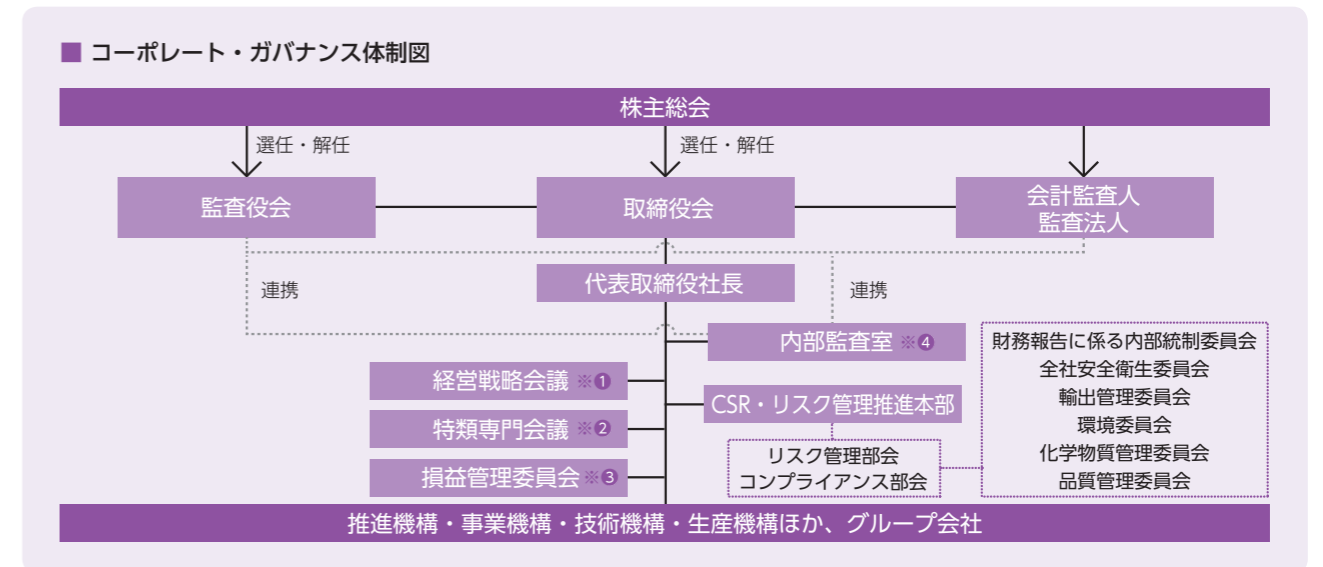 ■ コーポレート・ガバナンス体制図
株主総会
選任・解任
選任・解任
監査役会
取締役会
会計監査人
監査法人
代表取締役社長
連携
連携
内部監査室 ※❹
経営戦略会議 ※❶
CSR・リスク管理推進本部
特類専門会議 ※❷
損益管理委員会 ※❸
リスク管理部会
コンプライアンス部会
財務報告に係る内部統制委員会
全社安全衛生委員会
輸出管理委員会
環境委員会
化学物質管理委員会
品質管理委員会
推進機構・事業機構・技術機構・生産機構ほか、グループ会社